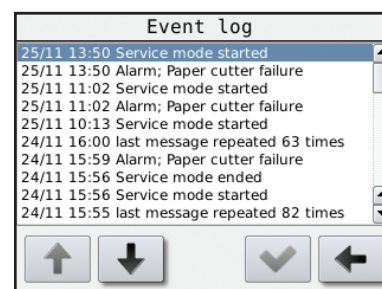 Event log
25/11 13:50 Service mode started
25/11 13:50 Alarm; Paper cutter failure
25/11 11:02 Service mode started
25/11 11:02 Alarm; Paper cutter failure
25/11 10:13 Service mode started
24/11 16:00 last message repeated 63 times
24/11 15:59 Alarm; Paper cutter failure
24/11 15:56 Service mode ended
24/11 15:56 Service mode started
24/11 15:55 last message repeated 82 times